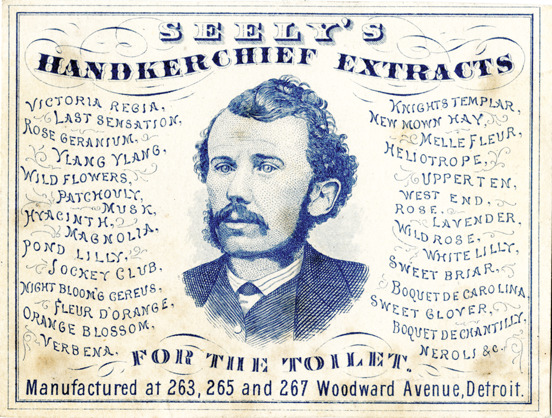 SEELY'S
HANDKERCHIEF EXTRACTS
VICTORIA REGIA,
LAST SENSATION,
ROSE GERANIUM,
YLANG YLANG,
WILD FLOWERS,
PATCHOULY,
MUSK,
HYACINTH,
MAGNOLIA,
POND LILLY,
JOCKEY CLUB,
NIGHT BLOOM'G CEREUS,
FLEUR D'ORANGE,
ORANGE BLOSSOM,
VERBENA.
KNIGHTS TEMPLAR,
NEW MOWN HAY,
MELLE FLEUR,
HELIOTROPE,
UPPER TEN,
WEST END,
ROSE,
LAVENDER,
WILD ROSE,
WHITE LILLY,
SWEET BRIAR,
BOQUET DE CAROLINA,
SWEET CLOVER,
BOQUET DE CHANTILLY,
NEROLI &c.
FOR THE TOILET.
Manufactured at 263, 265 and 267 Woodward Avenue, Detroit.